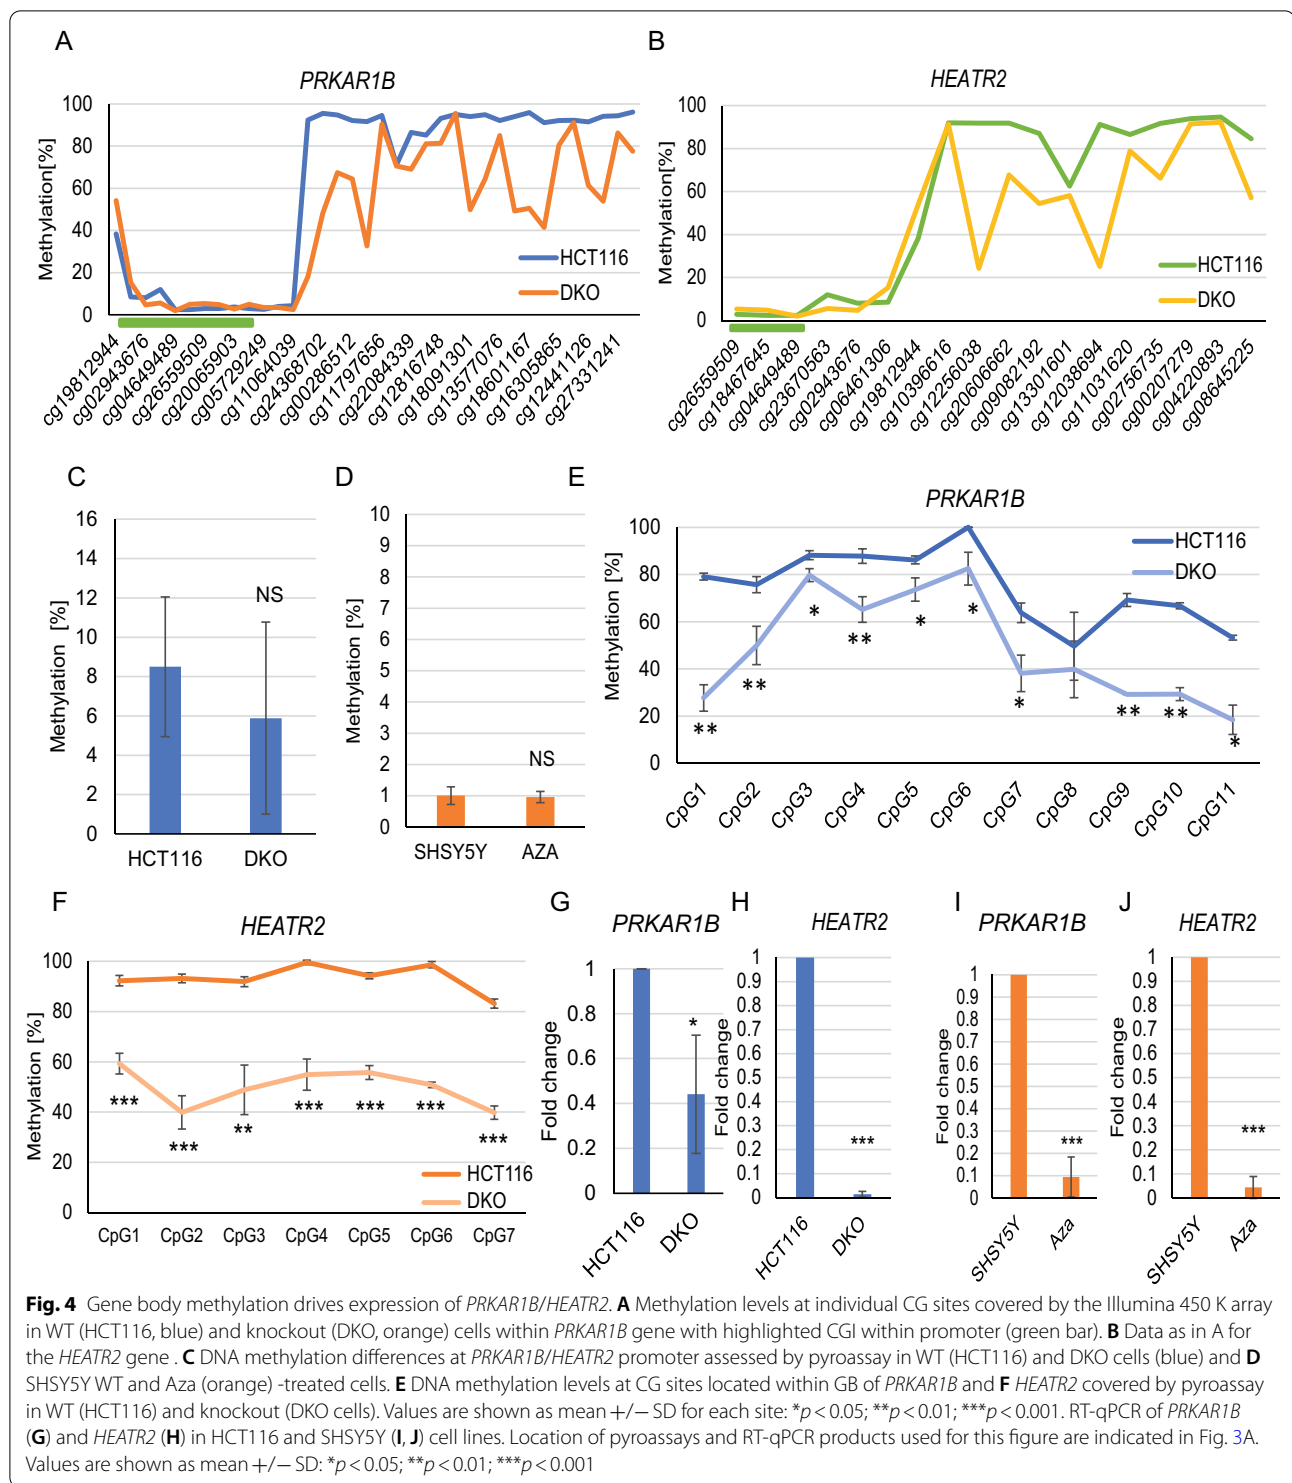 A
PRKAR1B
Methylation[%]
100
80
60
40
20
0
HCT116
DKO
cg19812944
cg02943676
cg04649489
cg26559509
cg20065903
cg05729249
cg11064039
cg24368702
cg00286512
cg11797656
cg22084339
cg12816748
cg18091301
cg13577076
cg18601167
cg16305865
cg12441126
cg27331241
B
HEATR2
Methylation[%]
100
80
60
40
20
0
HCT116
DKO
cg26559509
cg18467645
cg04649489
cg23670563
cg02943676
cg06461306
cg19812944
cg10396616
cg12256038
cg20606662
cg09082192
cg13301601
cg12038694
cg11031620
cg02756735
cg00207279
cg04220893
cg08645225
C
Methylation [%]
16
14
12
10
8
6
4
2
0
NS
HCT116 DKO
D
Methylation [%]
10
9
8
7
6
5
4
3
2
1
0
NS
SHSY5Y AZA
E
PRKAR1B
Methylation [%]
100
80
60
40
20
0
HCT116
DKO
** ** * ** * * * ** ** *
CpG1 CpG2 CpG3 CpG4 CpG5 CpG6 CpG7 CpG8 CpG9 CpG10 CpG11
F
HEATR2
Methylation [%]
100
80
60
40
20
0
*** *** ** *** *** *** ***
HCT116
DKO
CpG1 CpG2 CpG3 CpG4 CpG5 CpG6 CpG7
G
PRKAR1B
Fold change
1
0.8
0.6
0.4
0.2
0
*
HCT116 DKO
H
HEATR2
Fold change
1
0.9
0.8
0.7
0.6
0.5
0.4
0.3
0.2
0.1
0
***
HCT116 DKO
I
PRKAR1B
Fold change
1
0.9
0.8
0.7
0.6
0.5
0.4
0.3
0.2
0.1
0
***
SHSY5Y Aza
J
HEATR2
Fold change
1
0.9
0.8
0.7
0.6
0.5
0.4
0.3
0.2
0.1
0
***
SHSY5Y Aza
Fig. 4 Gene body methylation drives expression of PRKAR1B/HEATR2. A Methylation levels at individual CG sites covered by the Illumina 450 K array
in WT (HCT116, blue) and knockout (DKO, orange) cells within PRKAR1B gene with highlighted CGI within promoter (green bar). B Data as in A for
the HEATR2 gene . C DNA methylation differences at PRKAR1B/HEATR2 promoter assessed by pyroassay in WT (HCT116) and DKO cells (blue) and D
SHSY5Y WT and Aza (orange) -treated cells. E DNA methylation levels at CG sites located within GB of PRKAR1B and F HEATR2 covered by pyroassay
in WT (HCT116) and knockout (DKO cells). Values are shown as mean +/− SD for each site: *p < 0.05; **p < 0.01; ***p < 0.001. RT-qPCR of PRKAR1B
(G) and HEATR2 (H) in HCT116 and SHSY5Y (I, J) cell lines. Location of pyroassays and RT-qPCR products used for this figure are indicated in Fig. 3A.
Values are shown as mean +/− SD: *p < 0.05; **p < 0.01; ***p < 0.001